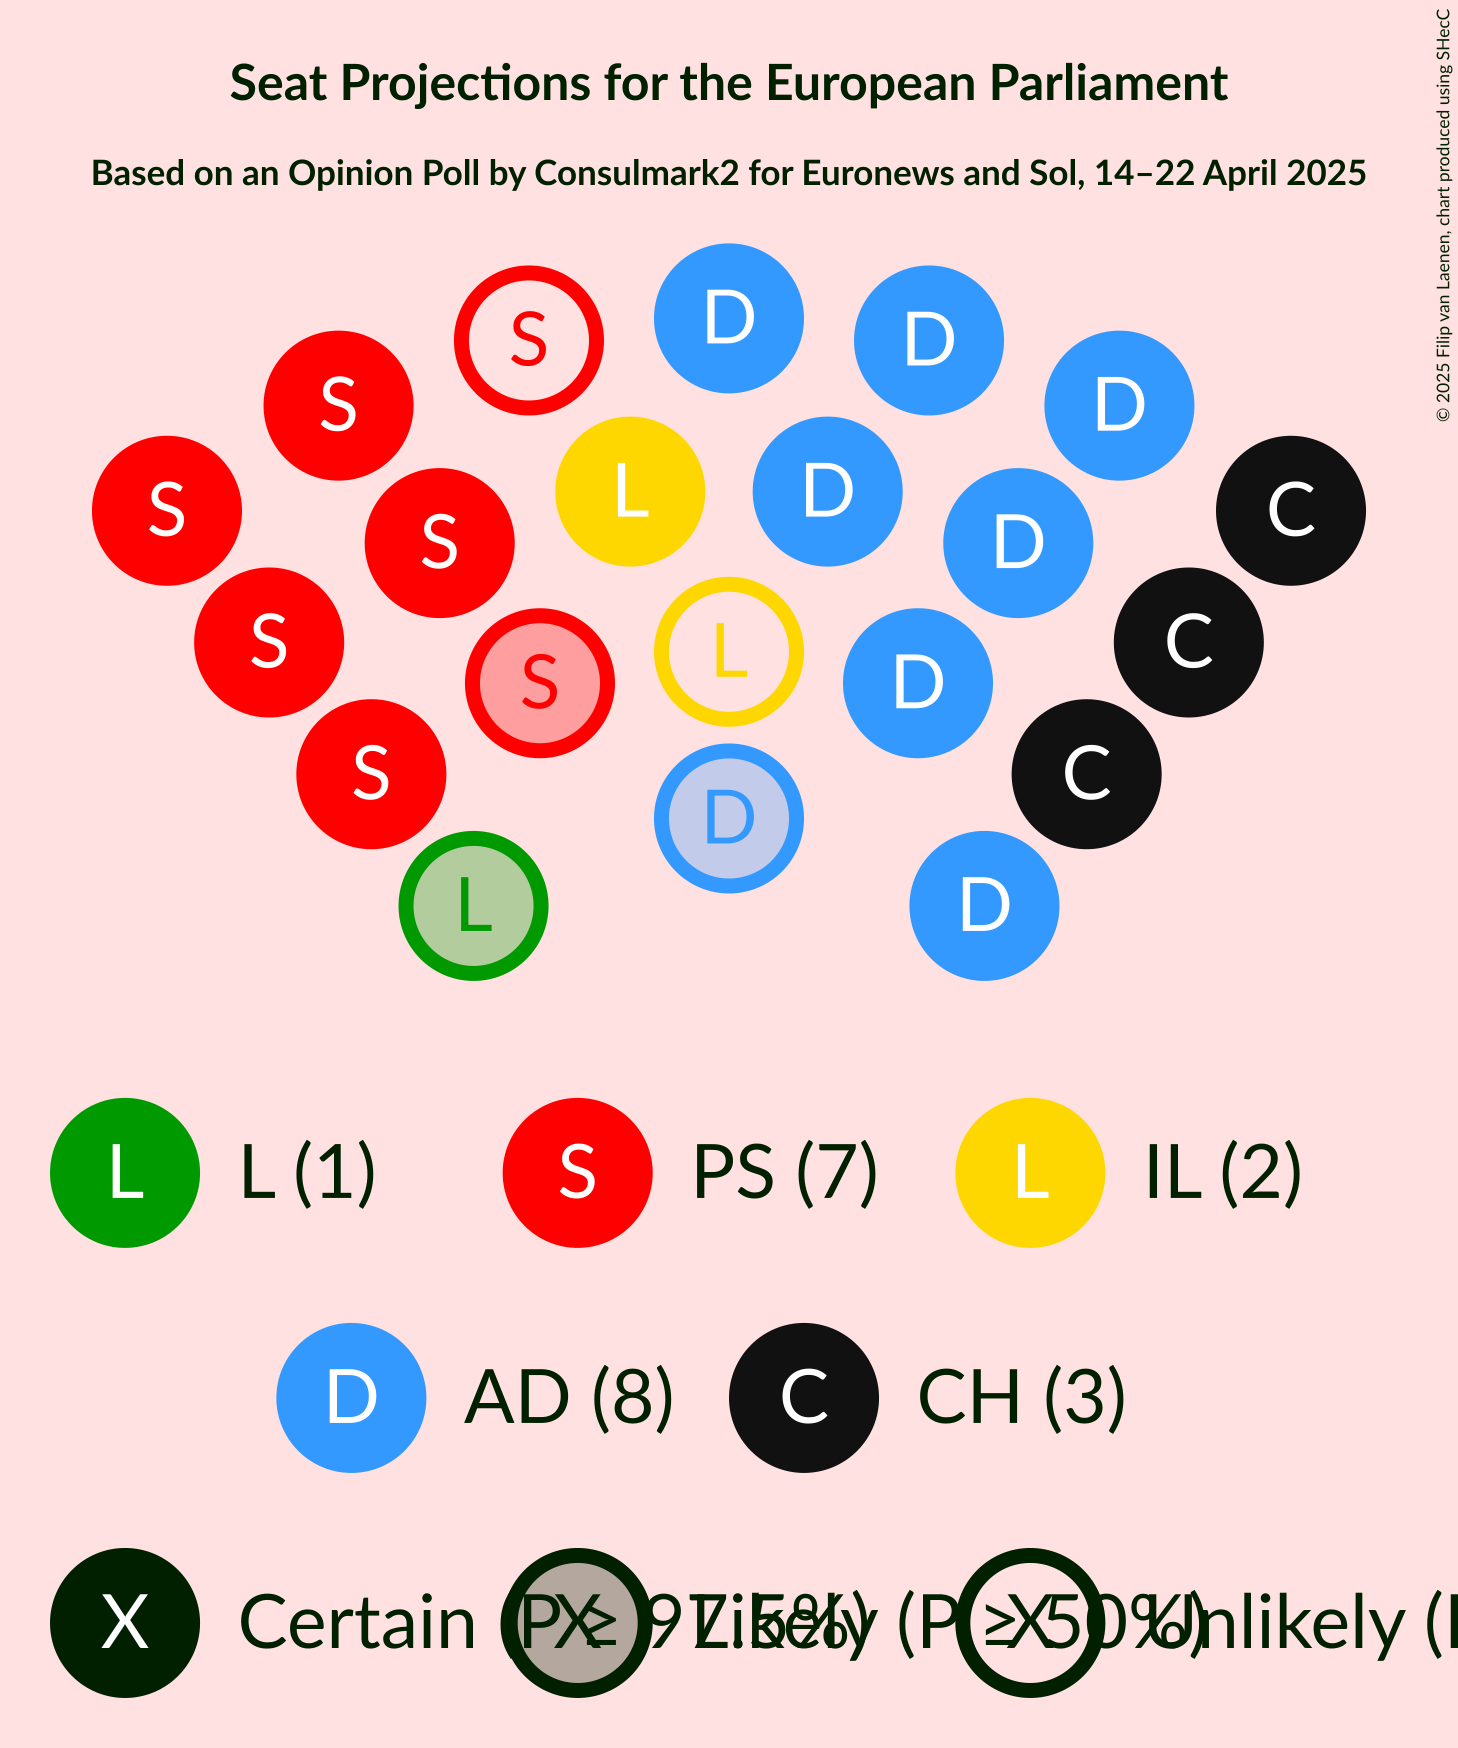 Seat Projections for the European Parliament
Based on an Opinion Poll by Consulmark2 for Euronews and Sol, 14–22 April 2025
© 2025 Filip van Laenen, chart produced using SHecC
D
S D
S D
L D
S C
S D
L
S C
S D
S C
D
L D
L L (1) S PS (7) L IL (2)
D AD (8) C CH (3)
X Certain (P ≥ 97.5%) X Likely (P ≥ 50%) X Unlikely